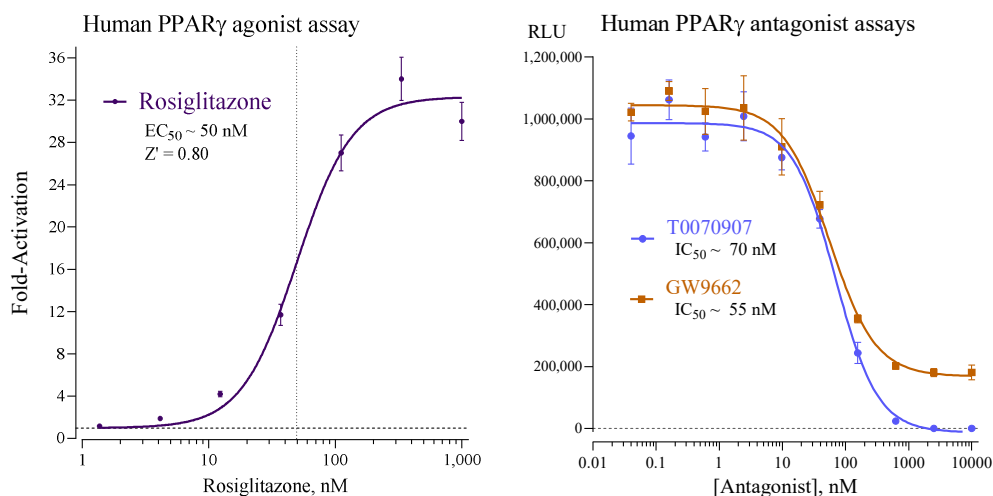 Human PPARγ agonist assay
Fold-Activation
36
32
28
24
20
16
12
8
4
0
Rosiglitazone
EC50 ~ 50 nM
Z' = 0.80
1
10
100
1,000
Rosiglitazone, nM
Human PPARγ antagonist assays
RLU
1,200,000
1,000,000
800,000
600,000
400,000
200,000
0
T0070907
IC50 ~ 70 nM
GW9662
IC50 ~ 55 nM
0.01
0.1
1
10
100
1000
10000
[Antagonist], nM